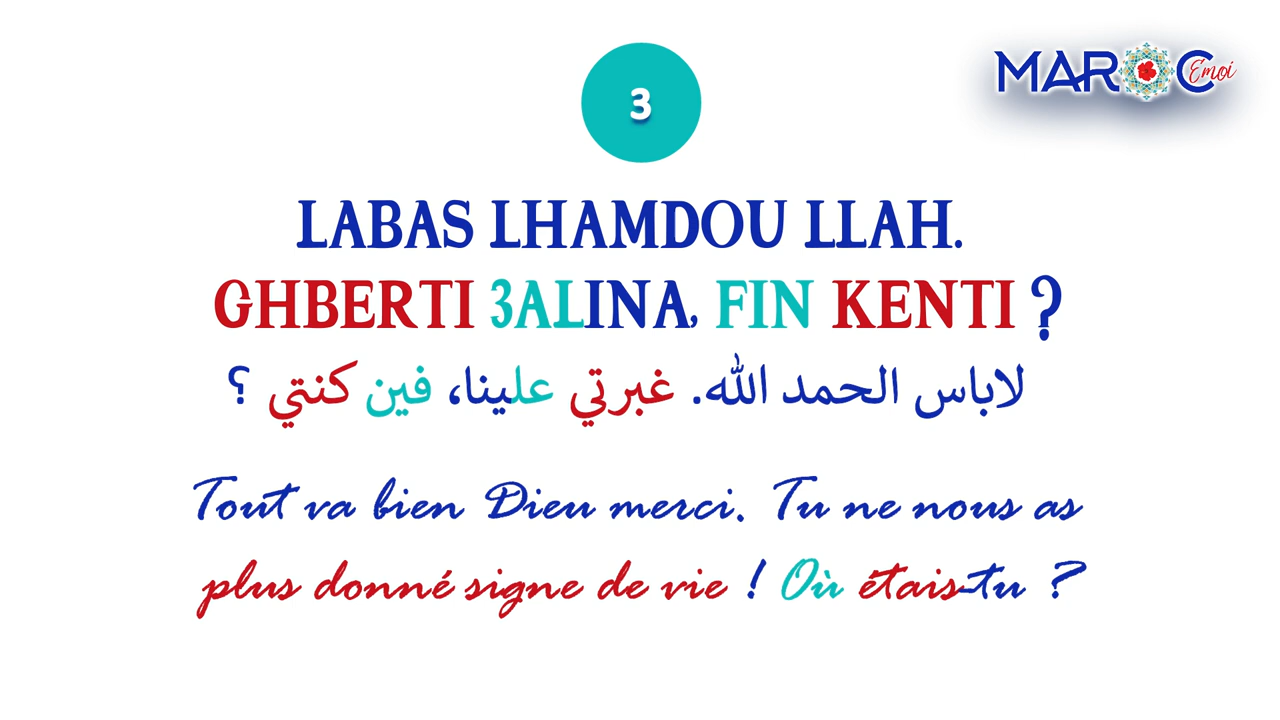 3
MAROC Emoi
LABAS LHAMDOU LLAH.
GHBERTI 3ALINA, FIN KENTI ?
لاباس الحمد الله. غبرتي علينا، فين كنتي ؟
Tout va bien Dieu merci. Tu ne nous as
plus donné signe de vie ! Où étais-tu ?